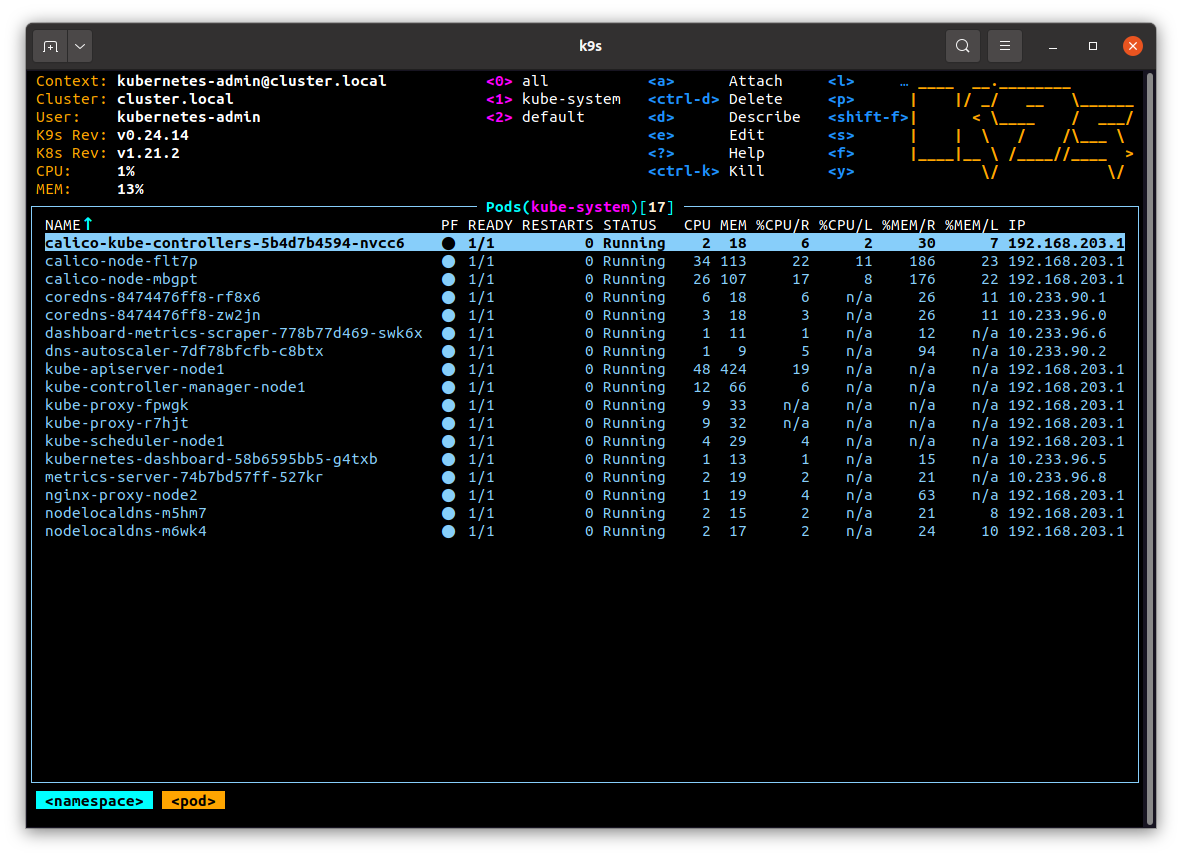 k9s
Context: kubernetes-admin@cluster.local <0> all <a> Attach <l> …
Cluster: cluster.local <1> kube-system <ctrl-d> Delete <p>
User: kubernetes-admin <2> default <d> Describe <shift-f>
K9s Rev: v0.24.14 <e> Edit <s>
K8s Rev: v1.21.2 <?> Help <f>
CPU: 1% <ctrl-k> Kill <y>
MEM: 13%
Pods(kube-system)[17]
NAME↑ PF READY RESTARTS STATUS CPU MEM %CPU/R %CPU/L %MEM/R %MEM/L IP
calico-kube-controllers-5b4d7b4594-nvcc6 ● 1/1 0 Running 2 18 6 2 30 7 192.168.203.1
calico-node-flt7p ● 1/1 0 Running 34 113 22 11 186 23 192.168.203.1
calico-node-mbgpt ● 1/1 0 Running 26 107 17 8 176 22 192.168.203.1
coredns-8474476ff8-rf8x6 ● 1/1 0 Running 6 18 6 n/a 26 11 10.233.90.1
coredns-8474476ff8-zw2jn ● 1/1 0 Running 3 18 3 n/a 26 11 10.233.96.0
dashboard-metrics-scraper-778b77d469-swk6x ● 1/1 0 Running 1 11 1 n/a 12 n/a 10.233.96.6
dns-autoscaler-7df78bfcfb-c8btx ● 1/1 0 Running 1 9 5 n/a 94 n/a 10.233.90.2
kube-apiserver-node1 ● 1/1 0 Running 48 424 19 n/a n/a n/a 192.168.203.1
kube-controller-manager-node1 ● 1/1 0 Running 12 66 6 n/a n/a n/a 192.168.203.1
kube-proxy-fpwgk ● 1/1 0 Running 9 33 n/a n/a n/a n/a 192.168.203.1
kube-proxy-r7hjt ● 1/1 0 Running 9 32 n/a n/a n/a n/a 192.168.203.1
kube-scheduler-node1 ● 1/1 0 Running 4 29 4 n/a n/a n/a 192.168.203.1
kubernetes-dashboard-58b6595bb5-g4txb ● 1/1 0 Running 1 13 1 n/a 15 n/a 10.233.96.5
metrics-server-74b7bd57ff-527kr ● 1/1 0 Running 2 19 2 n/a 21 n/a 10.233.96.8
nginx-proxy-node2 ● 1/1 0 Running 1 19 4 n/a 63 n/a 192.168.203.1
nodelocaldns-m5hm7 ● 1/1 0 Running 2 15 2 n/a 21 8 192.168.203.1
nodelocaldns-m6wk4 ● 1/1 0 Running 2 17 2 n/a 24 10 192.168.203.1
<namespace> <pod>